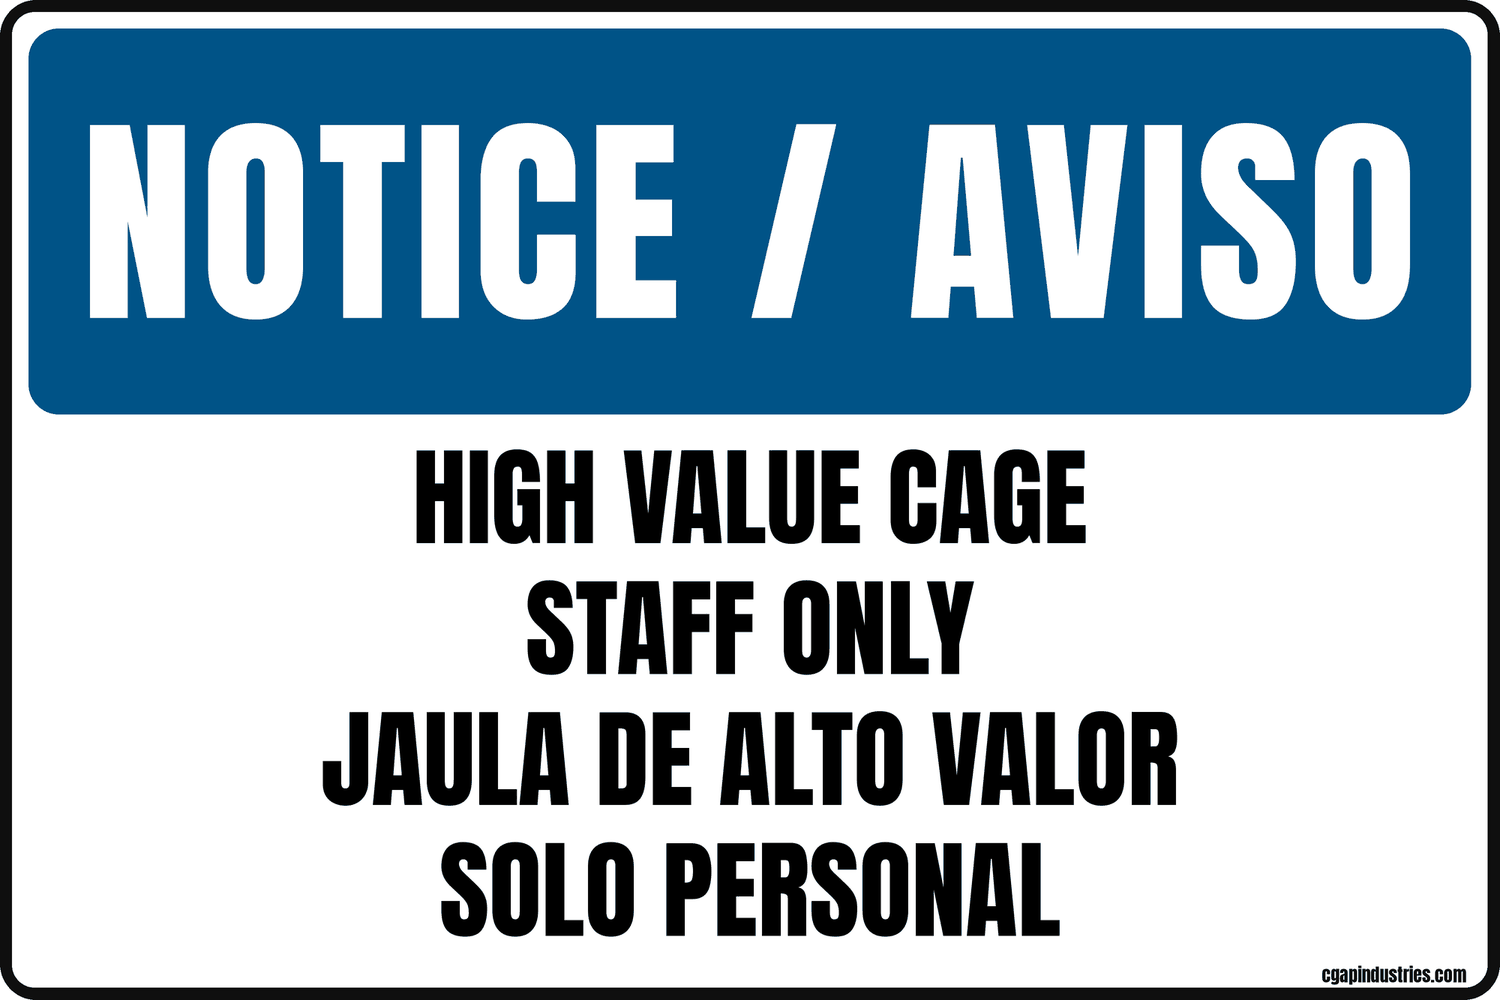 NOTICE / AVISO
HIGH VALUE CAGE
STAFF ONLY
JAULA DE ALTO VALOR
SOLO PERSONAL
cgapindustries.com